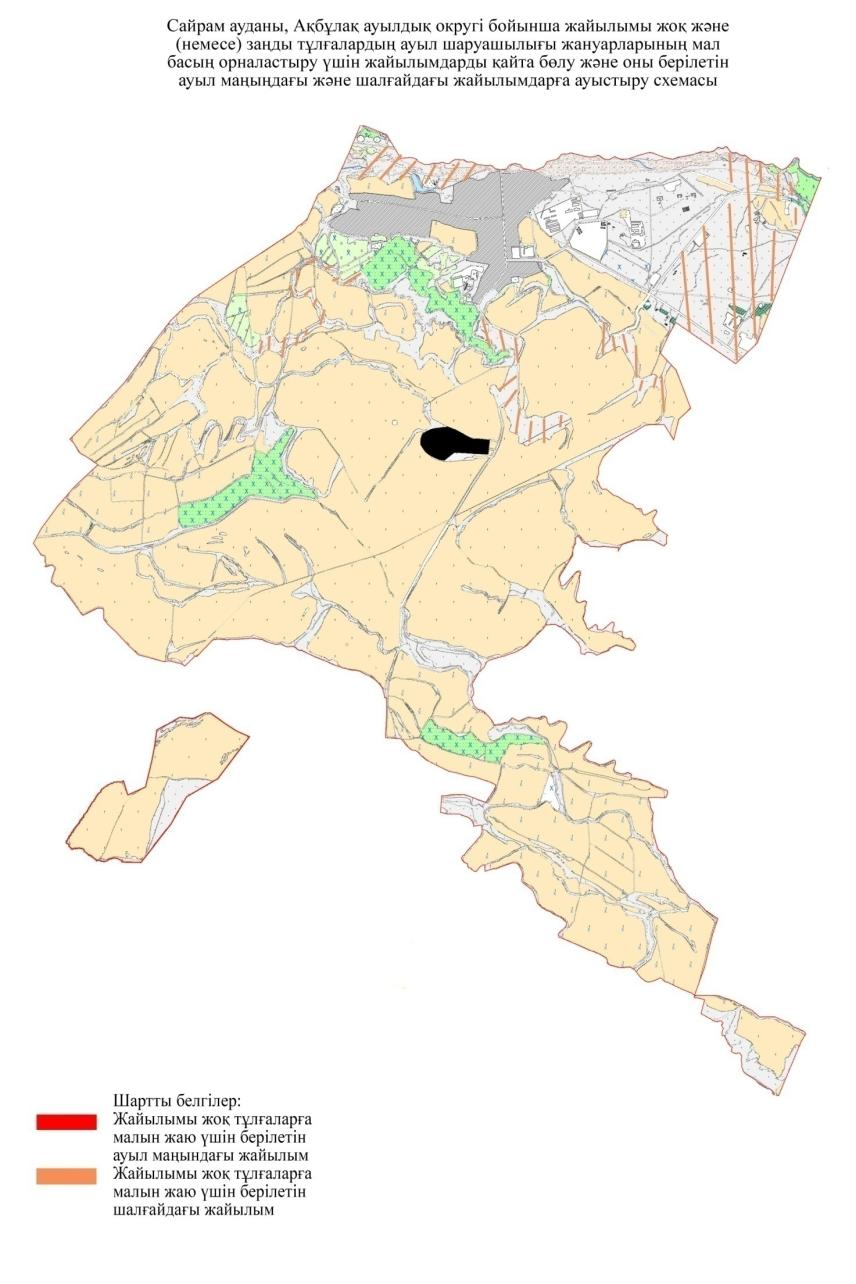 Сайрам ауданы, Ақбұлақ ауылдық округі бойынша жайылымы жоқ және
(немесе) заңды тұлғалардың ауыл шаруашылығы жануарларының мал
басың орналастыру үшін жайылымдарды қайта бөлу және оны берілетін
ауыл маңыңдағы және шалғайдағы жайылымдарға ауыстыру схемасы
Шартты белгілер:
Жайылымы жоқ тұлғаларға
малын жаю үшін берілетін
ауыл маңындағы жайылым
Жайылымы жоқ тұлғаларға
малын жаю үшін берілетін
шалғайдағы жайылым